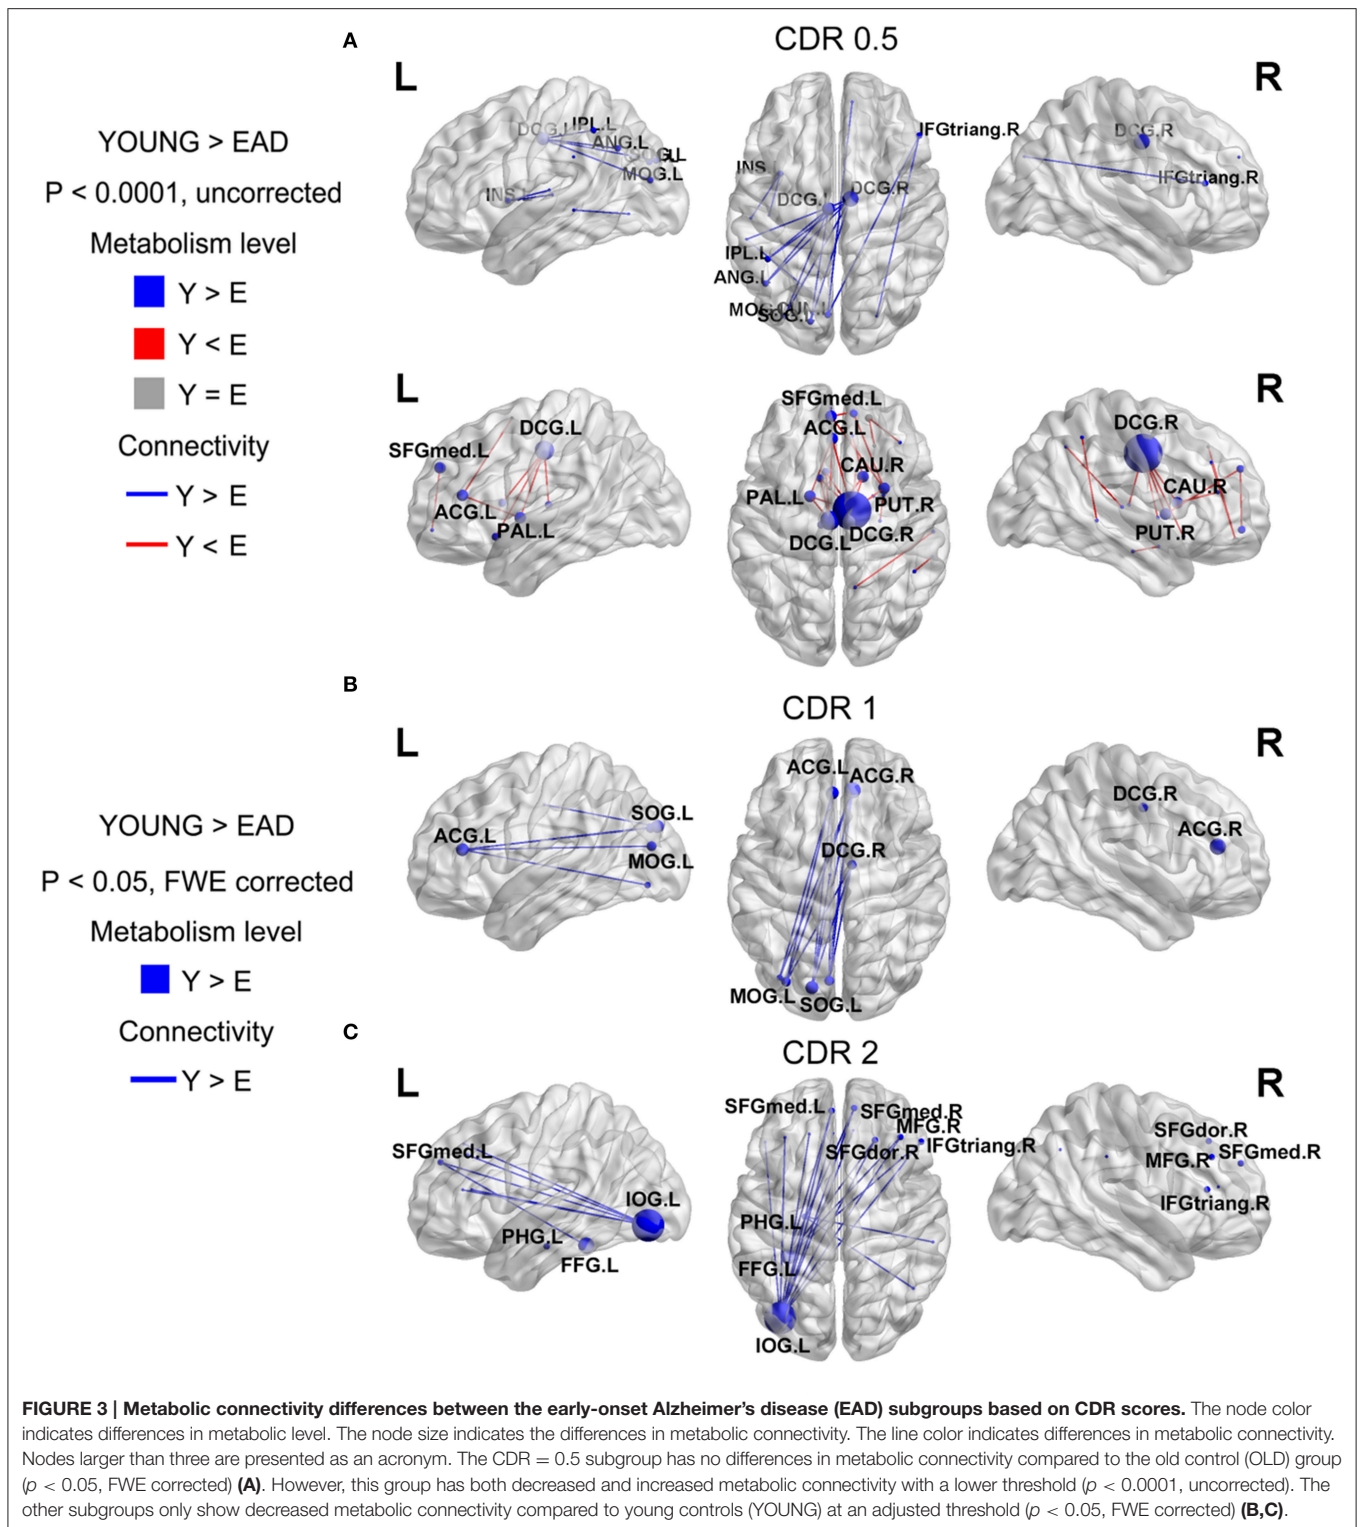 A
CDR 0.5
L
R
YOUNG > EAD
P < 0.0001, uncorrected
Metabolism level
Y > E
Y < E
Y = E
Connectivity
Y > E
Y < E
IPL.L
ANG.L
MOG.L
IFGtriang.R
DCG.R
IPL.L
ANG.L
DCG.R
IFGtriang.R
L
R
SFGmed.L
DCG.L
ACG.L
PAL.L
SFGmed.L
ACG.L
CAU.R
PAL.L
PUT.R
DCG.L
DCG.R
DCG.R
CAU.R
PUT.R
B
CDR 1
L
R
YOUNG > EAD
P < 0.05, FWE corrected
Metabolism level
Y > E
Connectivity
Y > E
ACG.L
SOG.L
MOG.L
ACG.L
ACG.R
DCG.R
MOG.L
SOG.L
DCG.R
ACG.R
C
CDR 2
L
R
SFGmed.L
IOG.L
PHG.L
FFG.L
SFGmed.L
SFGmed.R
MFG.R
SFGdor.R
IFGtriang.R
PHG.L
FFG.L
IOG.L
SFGdor.R
MFG.R
SFGmed.R
IFGtriang.R
FIGURE 3 | Metabolic connectivity differences between the early-onset Alzheimer's disease (EAD) subgroups based on CDR scores. The node color
indicates differences in metabolic level. The node size indicates the differences in metabolic connectivity. The line color indicates differences in metabolic connectivity.
Nodes larger than three are presented as an acronym. The CDR = 0.5 subgroup has no differences in metabolic connectivity compared to the old control (OLD) group
(p < 0.05, FWE corrected) (A). However, this group has both decreased and increased metabolic connectivity with a lower threshold (p < 0.0001, uncorrected). The
other subgroups only show decreased metabolic connectivity compared to young controls (YOUNG) at an adjusted threshold (p < 0.05, FWE corrected) (B,C).